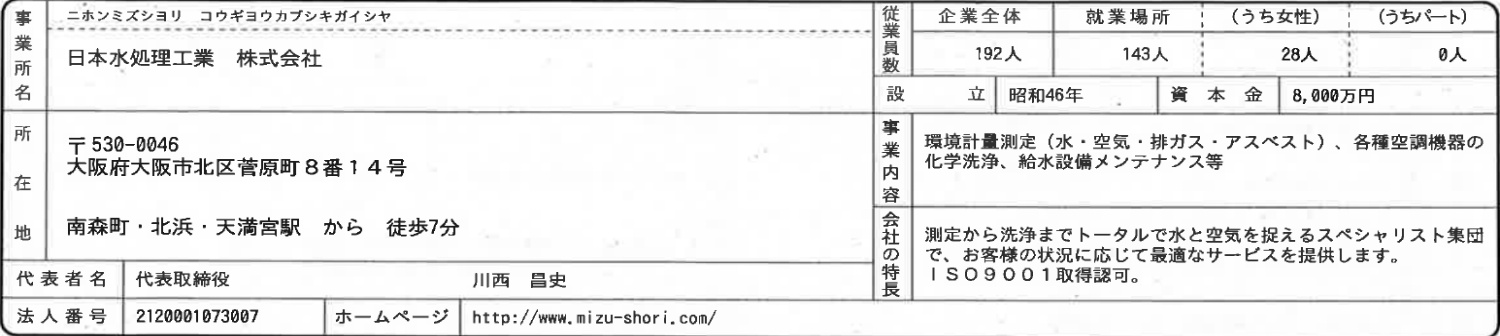 事業所名
ニホンミズシヨリ　コウギヨウカブシキガイシヤ
日本水処理工業　株式会社
所在地
〒530-0046
大阪府大阪市北区菅原町８番１４号
南森町・北浜・天満宮駅　から　徒歩7分
代表者名　代表取締役　川西　昌史
法人番号　2120001073007　ホームページ　http://www.mizu-shori.com/
従業員数
企業全体　就業場所　（うち女性）　（うちパート）
192人　143人　28人　0人
設立　昭和46年　資本金　8,000万円
事業内容
環境計量測定（水・空気・排ガス・アスベスト）、各種空調機器の
化学洗浄、給水設備メンテナンス等
会社の特長
測定から洗浄までトータルで水と空気を捉えるスペシャリスト集団
で、お客様の状況に応じて最適なサービスを提供します。
ＩＳＯ９００１取得認可。